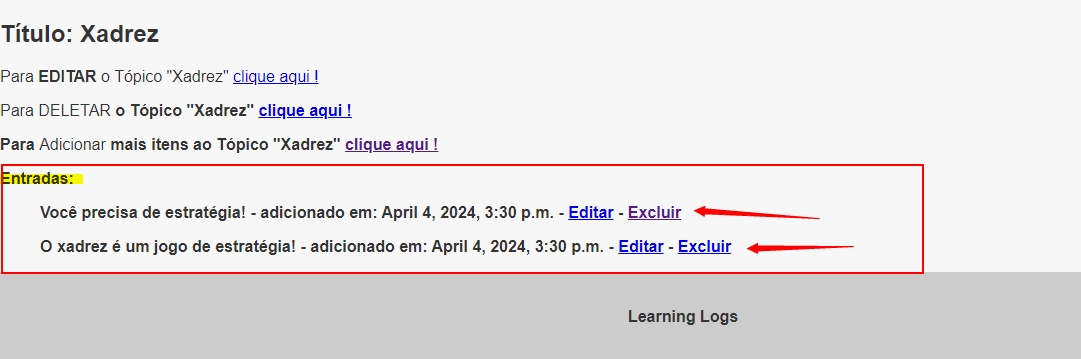 Título: Xadrez
Para EDITAR o Tópico "Xadrez" clique aqui !
Para DELETAR o Tópico "Xadrez" clique aqui !
Para Adicionar mais itens ao Tópico "Xadrez" clique aqui !
Entradas:
Você precisa de estratégia! - adicionado em: April 4, 2024, 3:30 p.m. - Editar - Excluir
O xadrez é um jogo de estratégia! - adicionado em: April 4, 2024, 3:30 p.m. - Editar - Excluir
Learning Logs